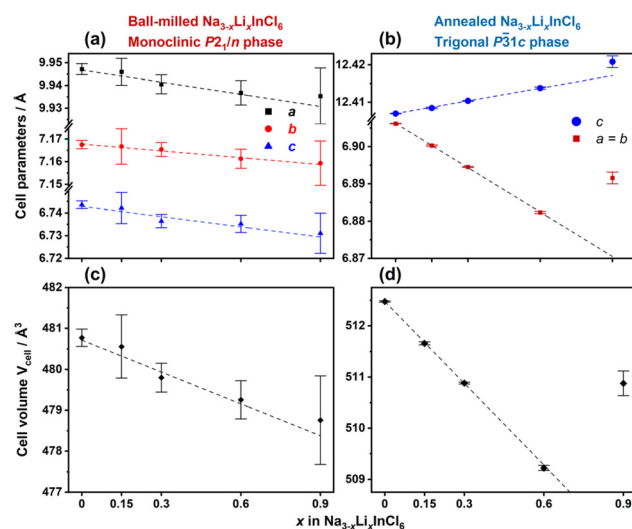 Ball-milled Na3-xLixInCl6
Monoclinic P21/n phase
Annealed Na3-xLixInCl6
Trigonal P3̄1c phase
(a)
(b)
9.95
9.94
9.93
7.17
7.16
7.15
6.74
6.73
6.72
a
b
c
12.42
12.41
6.90
6.89
6.88
6.87
c
a = b
Cell parameters / Å
(c)
(d)
481
480
479
478
477
512
511
510
509
Cell volume Vcell / Å3
0 0.15 0.3 0.6 0.9
0 0.15 0.3 0.6 0.9
x in Na3-xLixInCl6